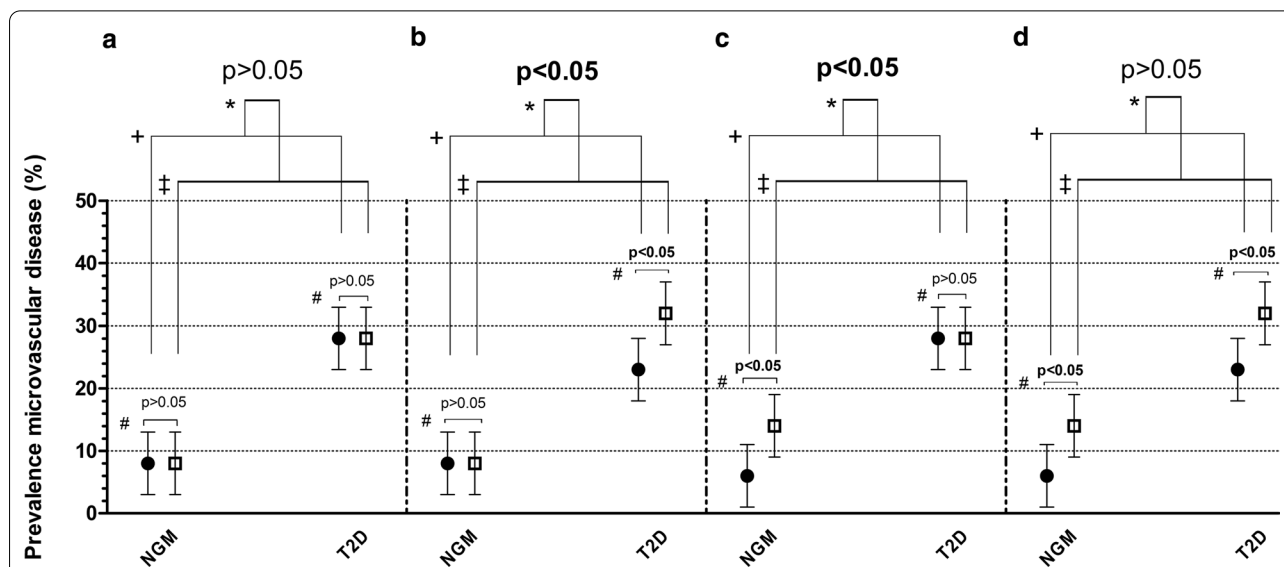 a b c d
p>0.05 p<0.05 p<0.05 p>0.05
* * * *
+ + + +
‡ ‡ ‡ ‡
Prevalence microvascular disease (%)
50
40
30
20
10
0
# p>0.05
# p>0.05
# p>0.05
# p<0.05
# p<0.05
# p>0.05
# p<0.05
# p<0.05
NGM T2D NGM T2D NGM T2D NGM T2D